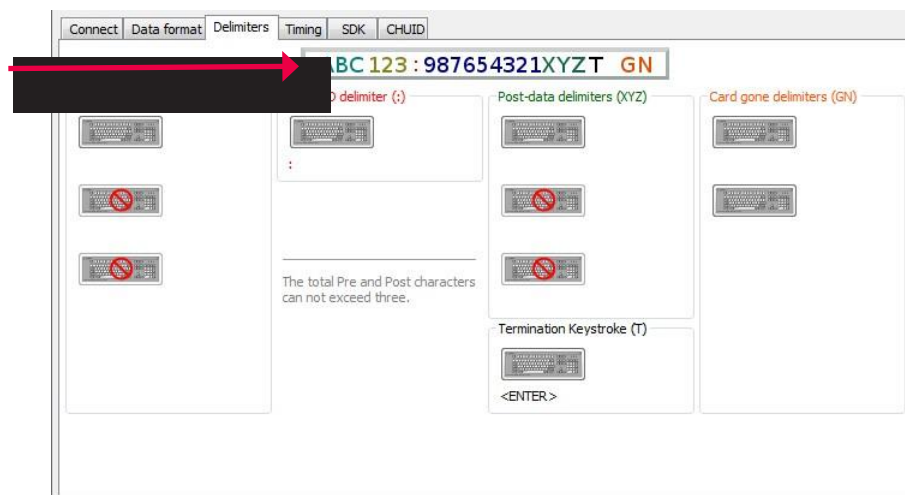 Connect Data format Delimiters Timing SDK CHUID
BC 123 : 987654321XYZT GN
delimiter (:) Post-data delimiters (XYZ) Card gone delimiters (GN)
:
The total Pre and Post characters
can not exceed three.
Termination Keystroke (T)
<ENTER>